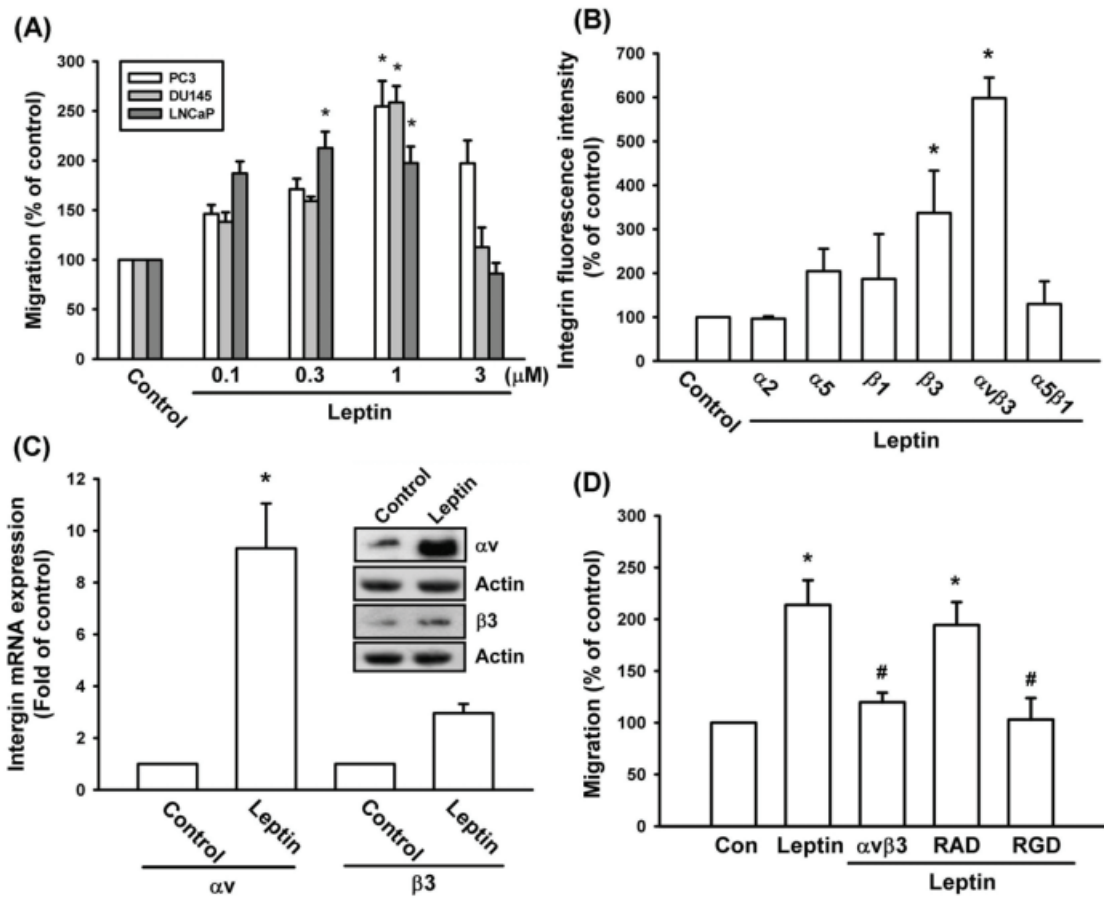 (A)
Migration (% of control)
300
250
200
150
100
50
0
PC3
DU145
LNCaP
* * * *
Control
0.1 0.3 1 3 (μM)
Leptin
(B)
Integrin fluorescence intensity
(% of control)
700
600
500
400
300
200
100
0
* *
Control α2 α5 β1 β3 αvβ3 α5β1
Leptin
(C)
Intergin mRNA expression
(Fold of control)
12
10
8
6
4
2
0
*
Control Leptin
αv
Actin
β3
Actin
Control Leptin Control Leptin
αv β3
(D)
Migration (% of control)
300
250
200
150
100
50
0
* # * #
Con Leptin αvβ3 RAD RGD
Leptin